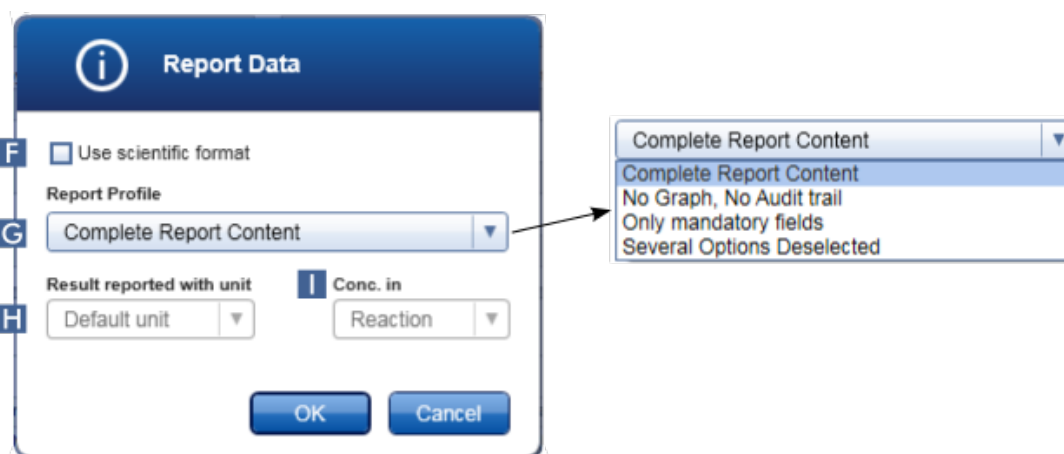 Report Data
F
Use scientific format
Report Profile
G
Complete Report Content
Result reported with unit
I
Conc. in
H
Default unit
Reaction
OK
Cancel
Complete Report Content
Complete Report Content
No Graph, No Audit trail
Only mandatory fields
Several Options Deselected